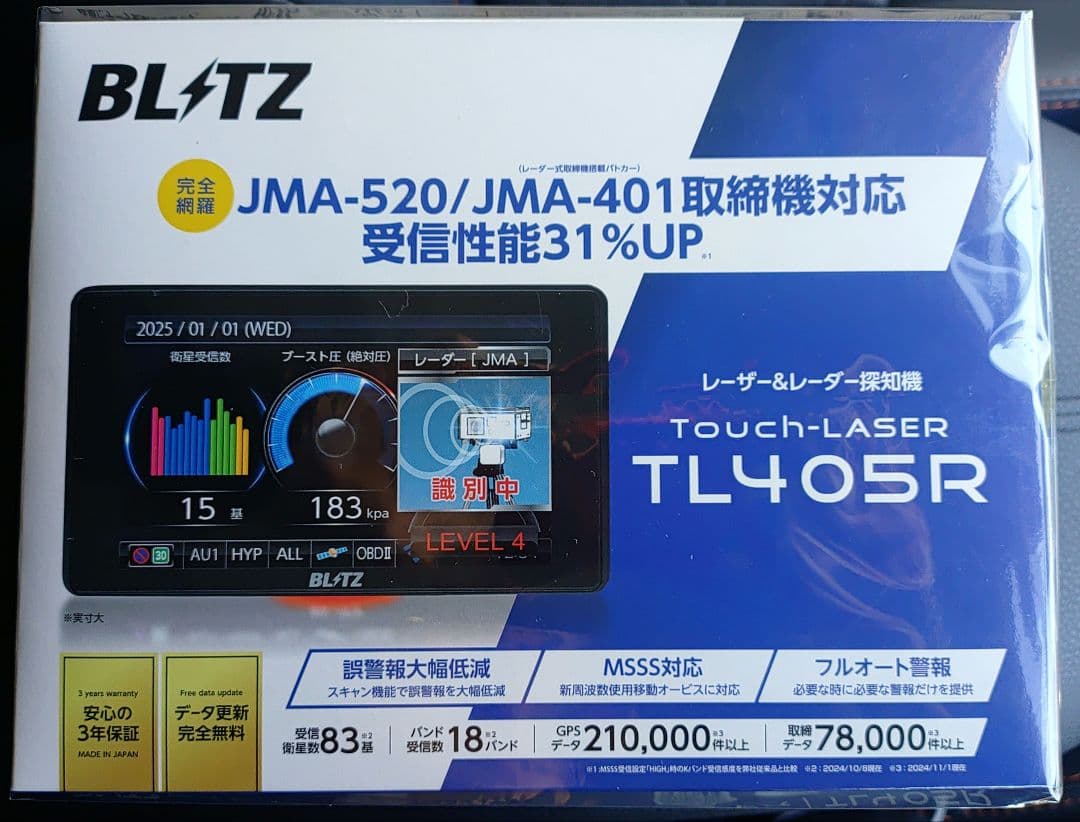 BLITZ
(レーダー式取締機搭載パトカー)
完全
網羅
JMA-520/JMA-401取締機対応
受信性能31%UP※1
2025 / 01 / 01 (WED)
衛星受信数
ブースト圧 (絶対圧)
レーダー [ JMA ]
識別中
15 基
183 kpa
LEVEL 4
30
AU1
HYP
ALL
OBDⅡ
BLITZ
※実寸大
レーザー&レーダー探知機
Touch-LASER
TL405R
3 years warranty
安心の
3年保証
MADE IN JAPAN
Free data update
データ更新
完全無料
誤警報大幅低減
スキャン機能で誤警報を大幅低減
MSSS対応
新周波数使用移動オービスに対応
フルオート警報
必要な時に必要な警報だけを提供
受信
衛星数83基※2
バンド
受信数18バンド※2
GPS
データ210,000件以上※3
取締
データ78,000件以上※3
※1:MSSS受信設定「HIGH」時のKバンド受信感度を弊社従来品と比較 ※2:2024/10/8現在 ※3:2024/11/1現在
TL405R